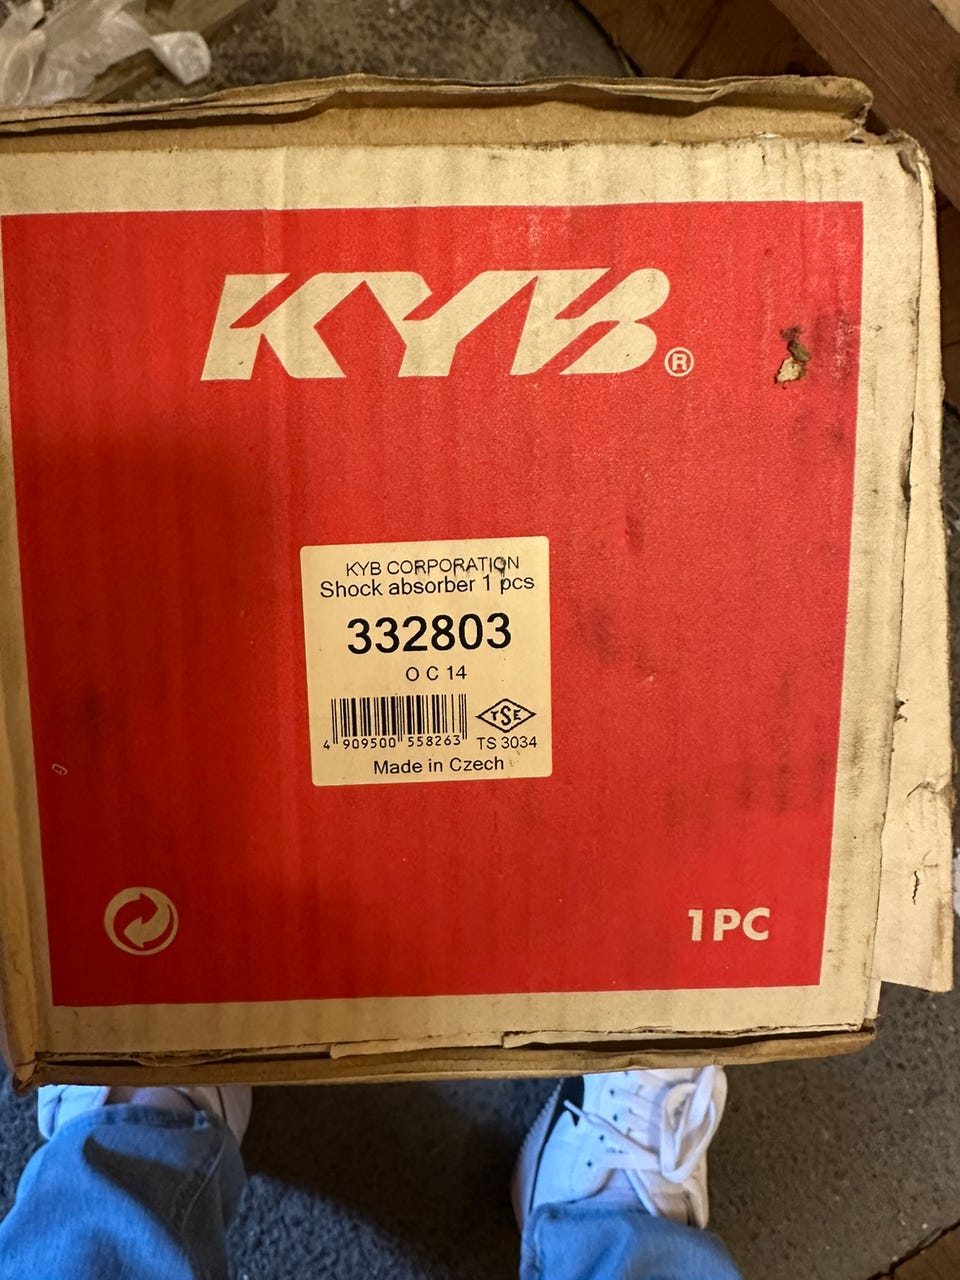 KYB®
KYB CORPORATION
Shock absorber 1 pcs
332803
O C 14
4 909500 558263
TSE
TS 3034
Made in Czech
1PC